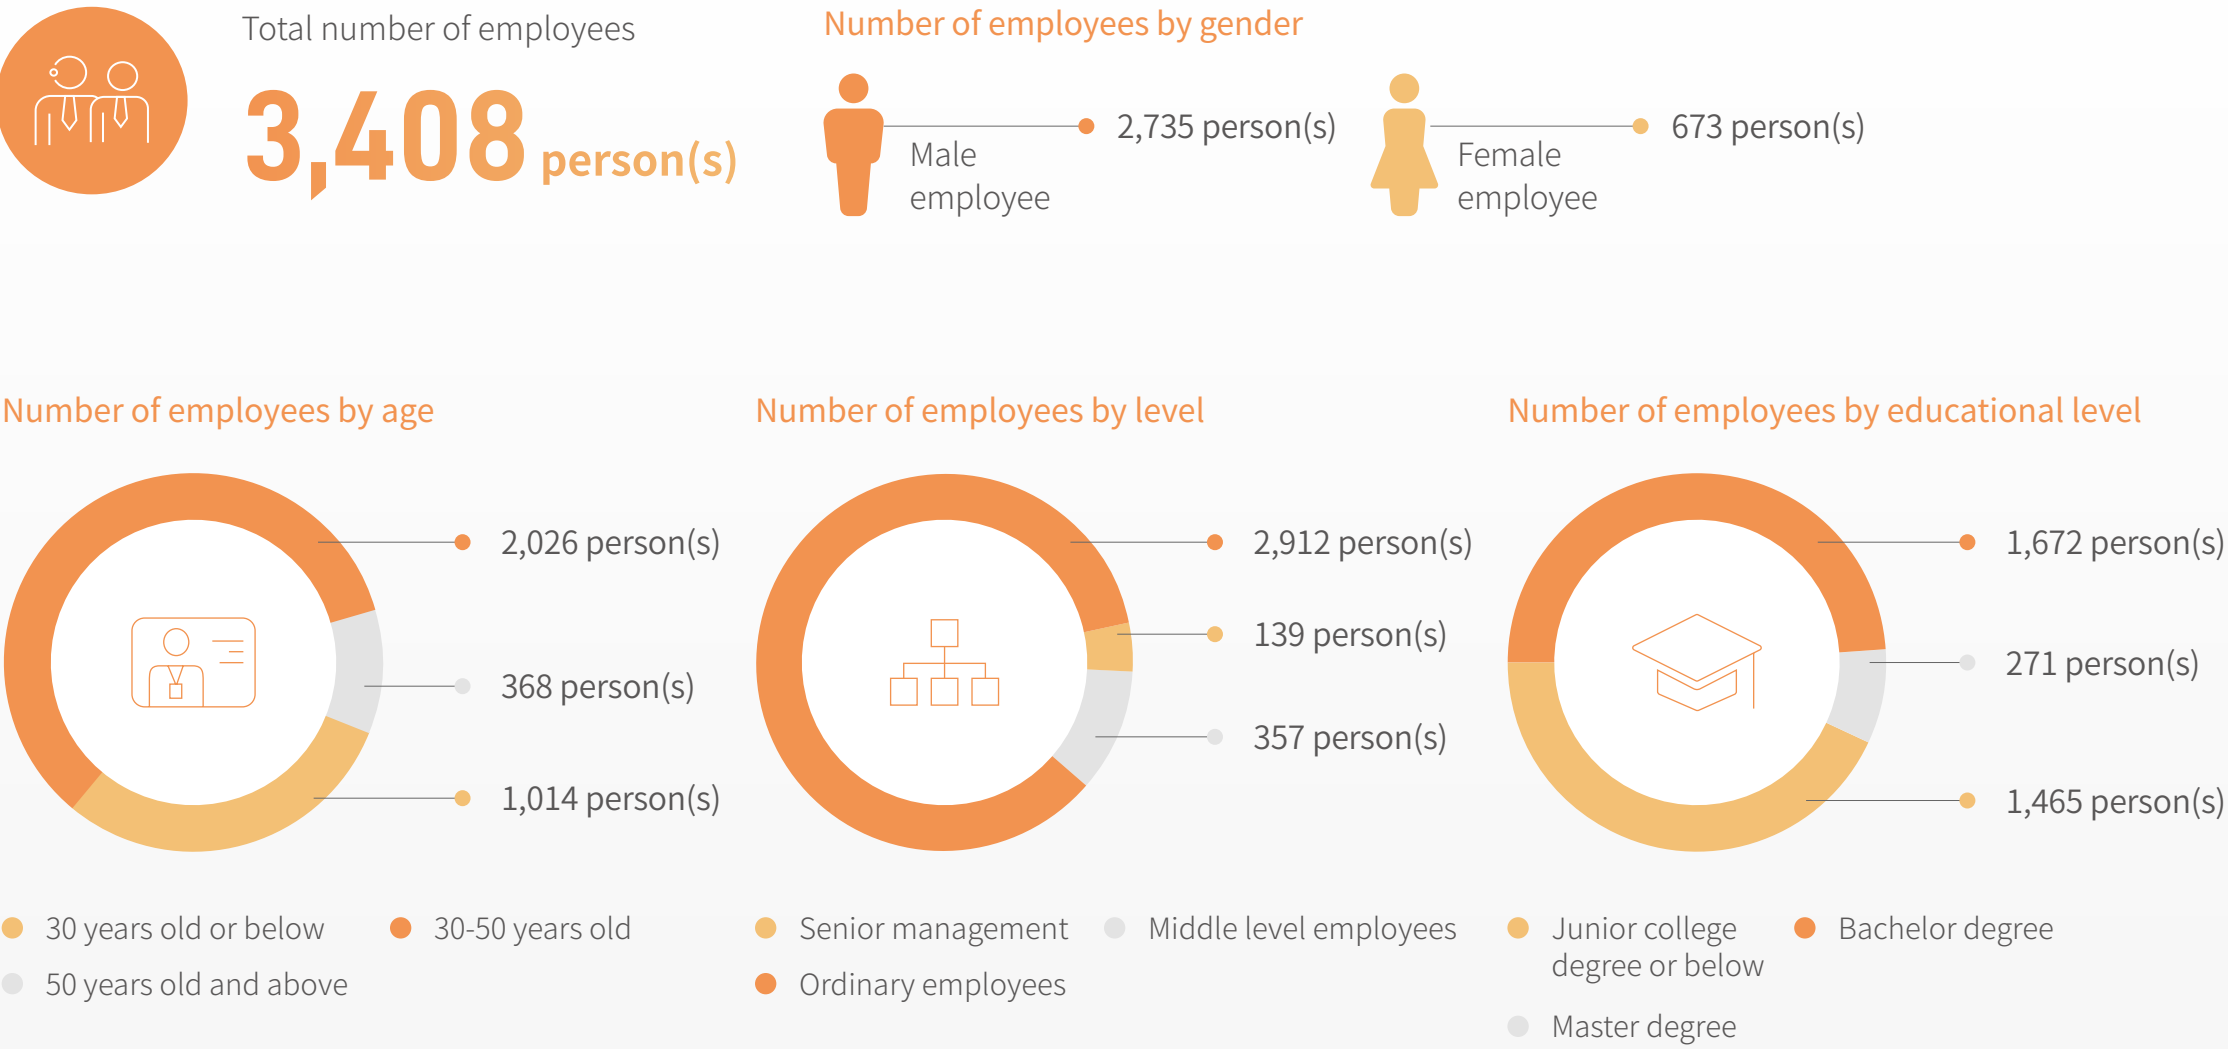 Total number of employees
3,408 person(s)
Number of employees by gender
Male
employee
2,735 person(s)
Female
employee
673 person(s)
Number of employees by age
2,026 person(s)
368 person(s)
1,014 person(s)
30 years old or below
30-50 years old
50 years old and above
Number of employees by level
2,912 person(s)
139 person(s)
357 person(s)
Senior management
Middle level employees
Ordinary employees
Number of employees by educational level
1,672 person(s)
271 person(s)
1,465 person(s)
Junior college
degree or below
Bachelor degree
Master degree